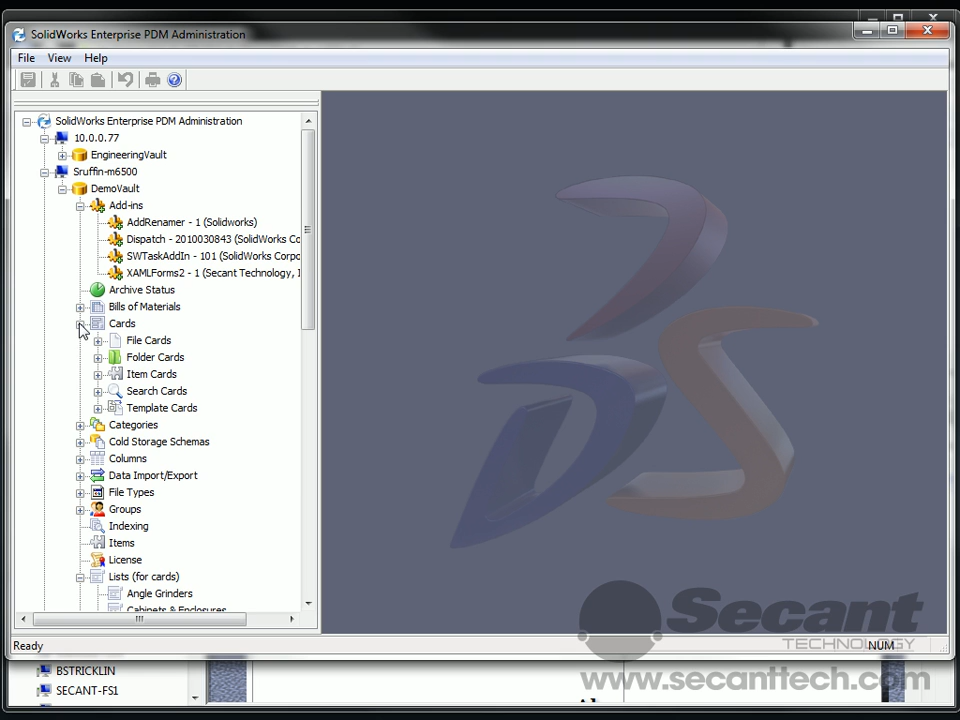 SolidWorks Enterprise PDM Administration
File View Help
SolidWorks Enterprise PDM Administration
10.0.0.77
EngineeringVault
Sruffin-m6500
DemoVault
Add-ins
AddRenamer - 1 (Solidworks)
Dispatch - 2010030843 (SolidWorks Co
SWTaskAddIn - 101 (SolidWorks Corpo
XAMLForms2 - 1 (Secant Technology, I
Archive Status
Bills of Materials
Cards
File Cards
Folder Cards
Item Cards
Search Cards
Template Cards
Categories
Cold Storage Schemas
Columns
Data Import/Export
File Types
Groups
Indexing
Items
License
Lists (for cards)
Angle Grinders
Cabinets & Enclosures
Ready
NUM
Secant
TECHNOLOGY
www.secanttech.com
BSTRICKLIN
SECANT-FS1